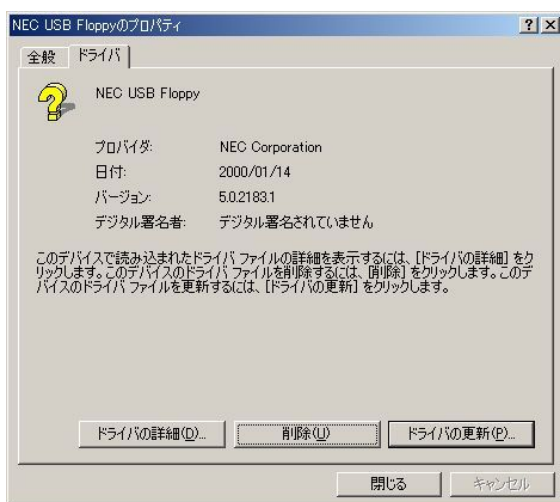 NEC USB Floppyのプロパティ
全般 ドライバ
NEC USB Floppy
プロバイダ: NEC Corporation
日付: 2000/01/14
バージョン: 5.0.2183.1
デジタル署名者: デジタル署名されていません
このデバイスで読み込まれたドライバ ファイルの詳細を表示するには、[ドライバの詳細] をク
リックします。このデバイスのドライバ ファイルを削除するには、[削除] をクリックします。このデ
バイスのドライバ ファイルを更新するには、[ドライバの更新] をクリックします。
ドライバの詳細(D)... 削除(U) ドライバの更新(P)...
閉じる キャンセル